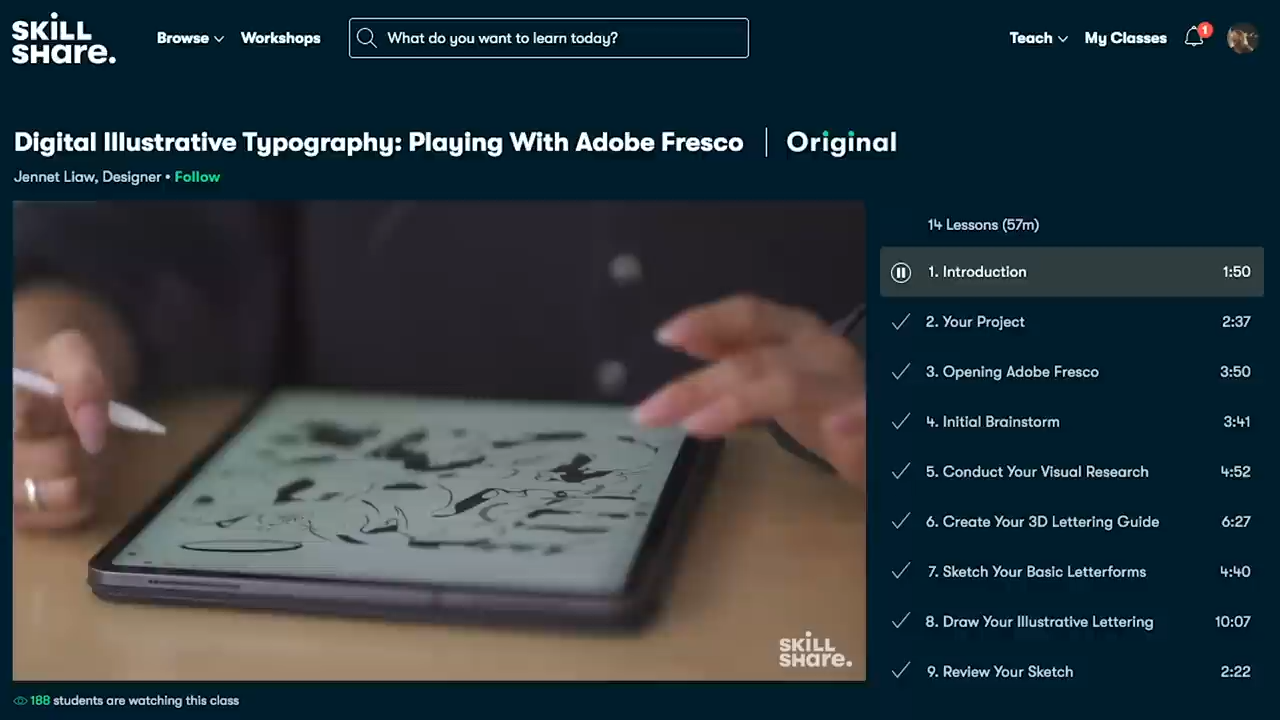 SKILL
SHARE.
Browse
Workshops
What do you want to learn today?
Teach
My Classes
1
Digital Illustrative Typography: Playing With Adobe Fresco | Original
Jennet Liaw, Designer • Follow
14 Lessons (57m)
1. Introduction 1:50
2. Your Project 2:37
3. Opening Adobe Fresco 3:50
4. Initial Brainstorm 3:41
5. Conduct Your Visual Research 4:52
6. Create Your 3D Lettering Guide 6:27
7. Sketch Your Basic Letterforms 4:40
8. Draw Your Illustrative Lettering 10:07
9. Review Your Sketch 2:22
SKILL
SHARE.
188 students are watching this class